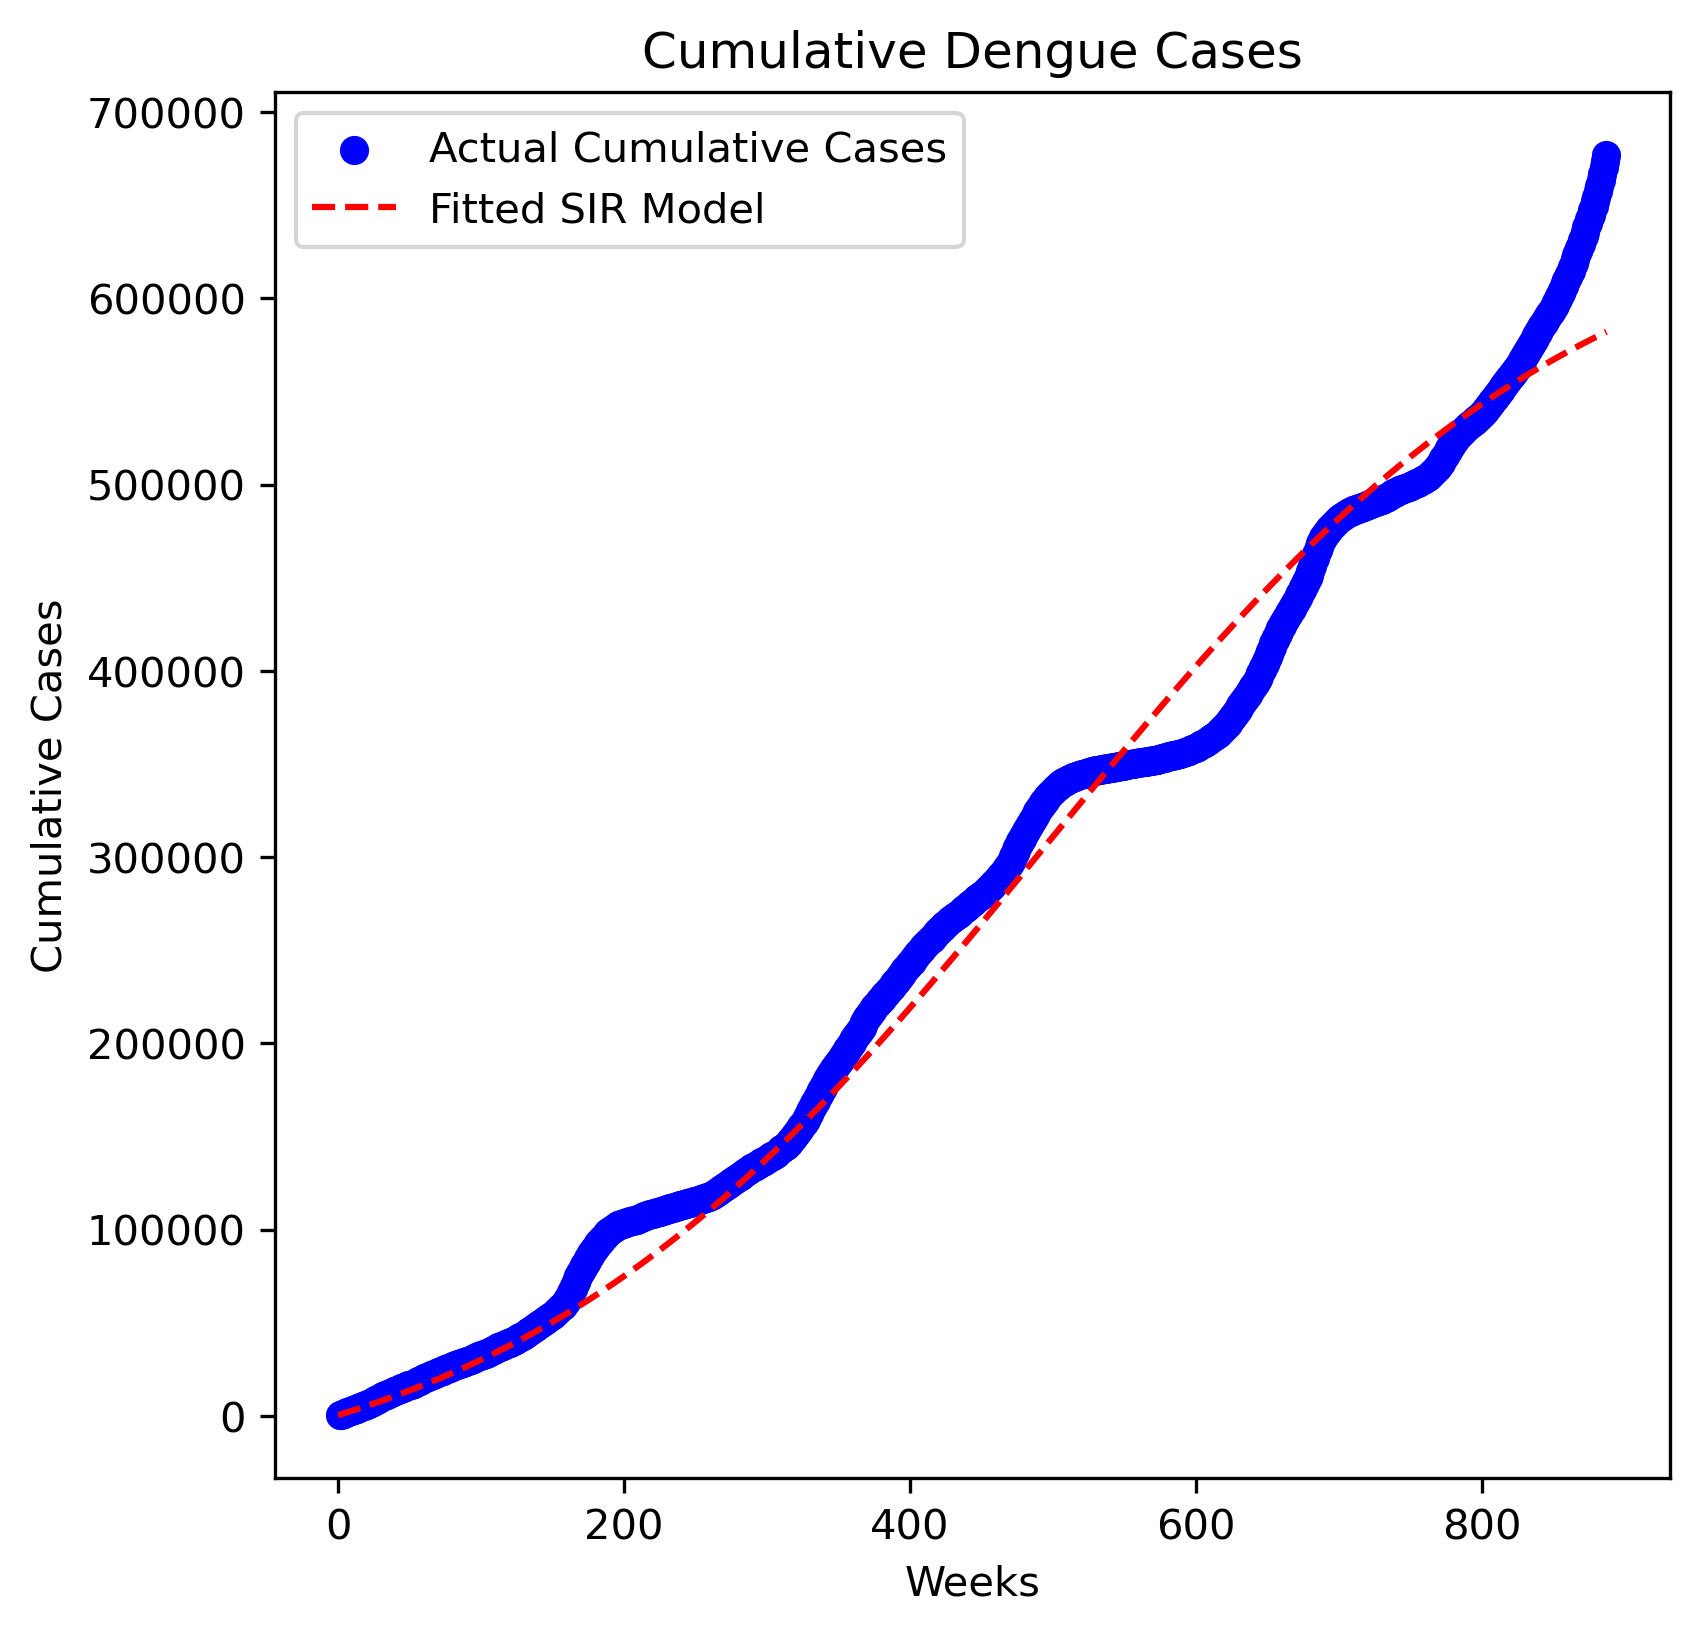 Cumulative Dengue Cases
Actual Cumulative Cases
Fitted SIR Model
Cumulative Cases
700000
600000
500000
400000
300000
200000
100000
0
0 200 400 600 800
Weeks